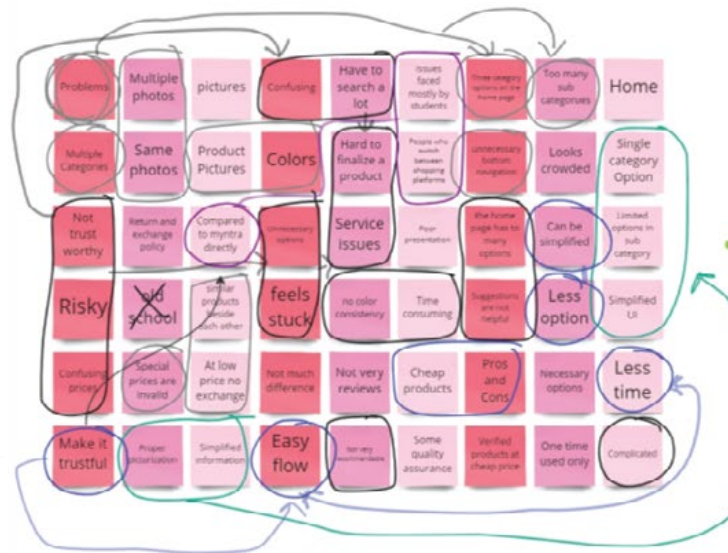 Problems
Multiple
photos
pictures
Confusing
Have to
search a
lot
issues
faced
mostly by
students
Three category
options on the
home page
Too many
sub
categorues
Home
Multiple
Categories
Same
photos
Product
Pictures
Colors
Hard to
finalize a
product
People who
switch
between
shopping
platforms
unnecessary
bottom
navigation
Looks
crowded
Single
category
Option
Not
trust
worthy
Return and
exchange
policy
Compared
to myntra
directly
Unnecessary
options
Service
issues
Poor
presentation
the home
page has to
many
options
Can be
simplified
Limited
options in
sub
category
Risky
old
school
similar
products
beside
each other
feels
stuck
no color
consistency
Time
consuming
Suggestions
are not
helpful
Less
option
Simplified
UI
Confusing
prices
Special
prices are
invalid
At low
price no
exchange
Not much
difference
Not very
reviews
Cheap
products
Pros
and
Cons
Necessary
options
Less
time
Make it
trustful
Proper
picturization
Simplified
information
Easy
flow
Not very
recommendable
Some
quality
assurance
Verified
products at
cheap price
One time
used only
Complicated